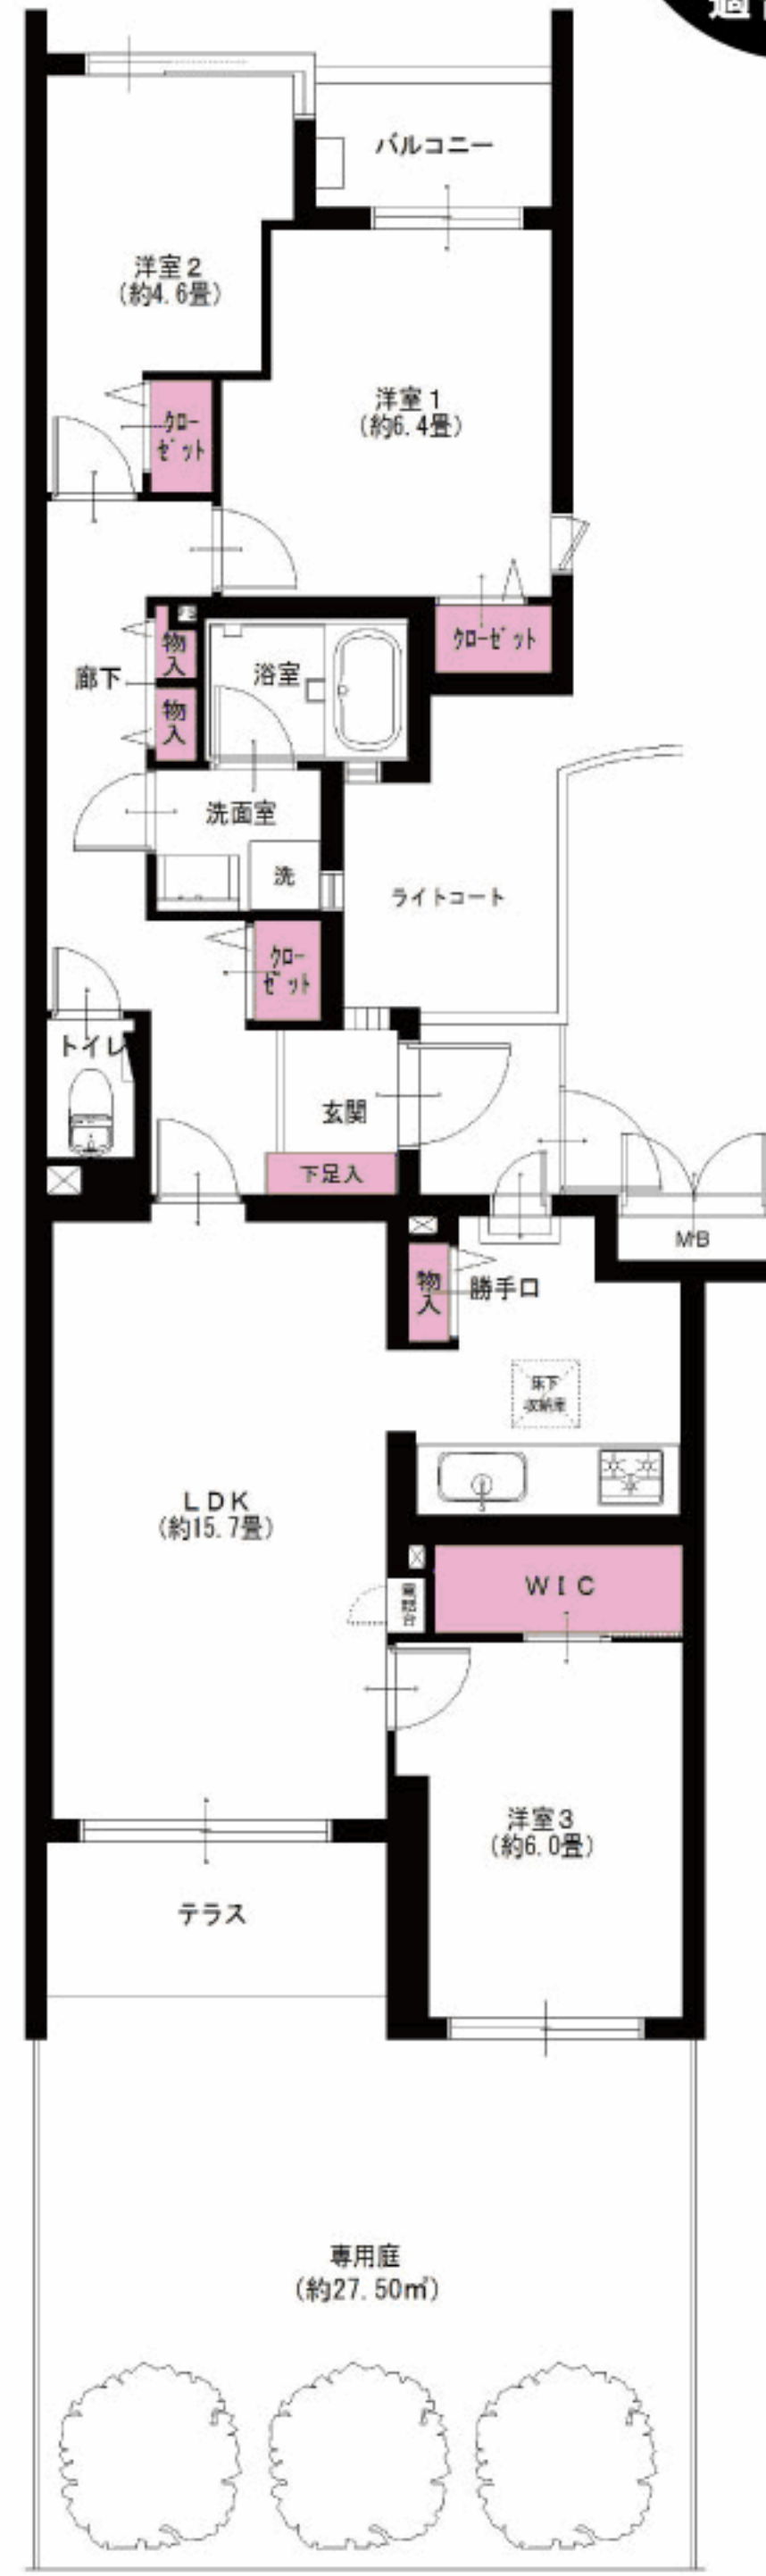 適
バルコニー
洋室2
(約4.6畳)
洋室1
(約6.4畳)
クロー
ゼット
クローゼット
物入
浴室
廊下
物入
洗面室
洗
ライトコート
クロー
ゼット
トイレ
玄関
下足入
MB
物入
勝手口
床下
収納庫
LDK
(約15.7畳)
WIC
電話台
洋室3
(約6.0畳)
テラス
専用庭
(約27.50㎡)